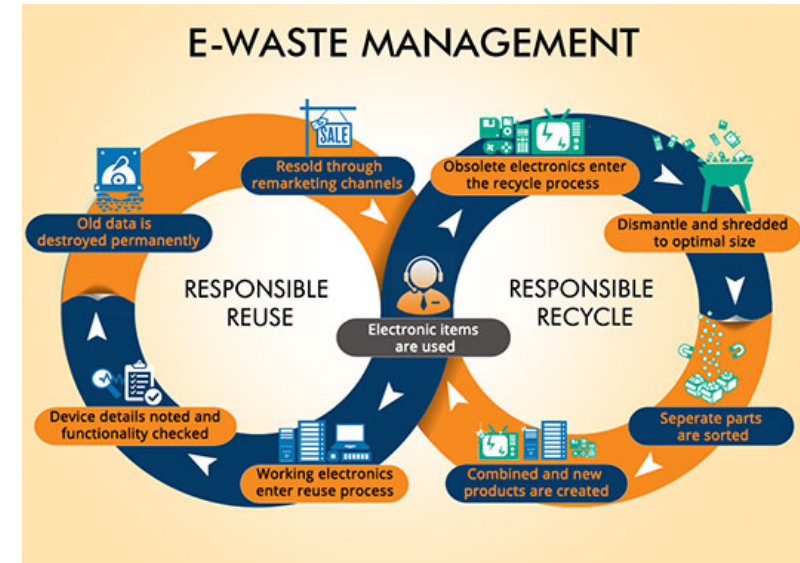 E-WASTE MANAGEMENT
SALE
Resold through
remarketing channels
Obsolete electronics enter
the recycle process
Old data is
destroyed permanently
Dismantle and shredded
to optimal size
RESPONSIBLE
REUSE
RESPONSIBLE
RECYCLE
Electronic items
are used
Device details noted and
functionality checked
Seperate parts
are sorted
Working electronics
enter reuse process
Combined and new
products are created